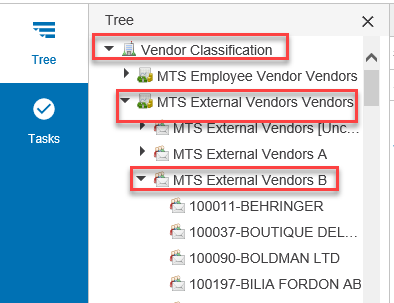 Tree
Tree
Tasks
Vendor Classification
MTS Employee Vendor Vendors
MTS External Vendors Vendors
MTS External Vendors [Unc...
MTS External Vendors A
MTS External Vendors B
100011-BEHRINGER
100037-BOUTIQUE DEL...
100090-BOLDMAN LTD
100197-BILIA FORDON AB